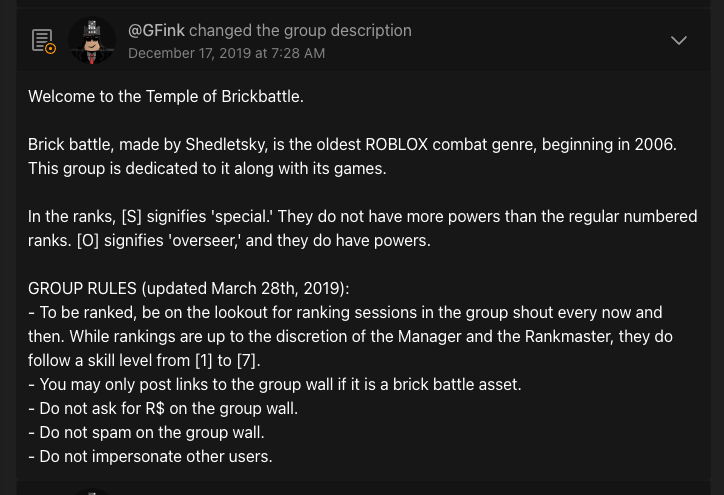 @GFink changed the group description
December 17, 2019 at 7:28 AM
Welcome to the Temple of Brickbattle.
Brick battle, made by Shedletsky, is the oldest ROBLOX combat genre, beginning in 2006.
This group is dedicated to it along with its games.
In the ranks, [S] signifies 'special.' They do not have more powers than the regular numbered
ranks. [O] signifies 'overseer,' and they do have powers.
GROUP RULES (updated March 28th, 2019):
- To be ranked, be on the lookout for ranking sessions in the group shout every now and
then. While rankings are up to the discretion of the Manager and the Rankmaster, they do
follow a skill level from [1] to [7].
- You may only post links to the group wall if it is a brick battle asset.
- Do not ask for R$ on the group wall.
- Do not spam on the group wall.
- Do not impersonate other users.